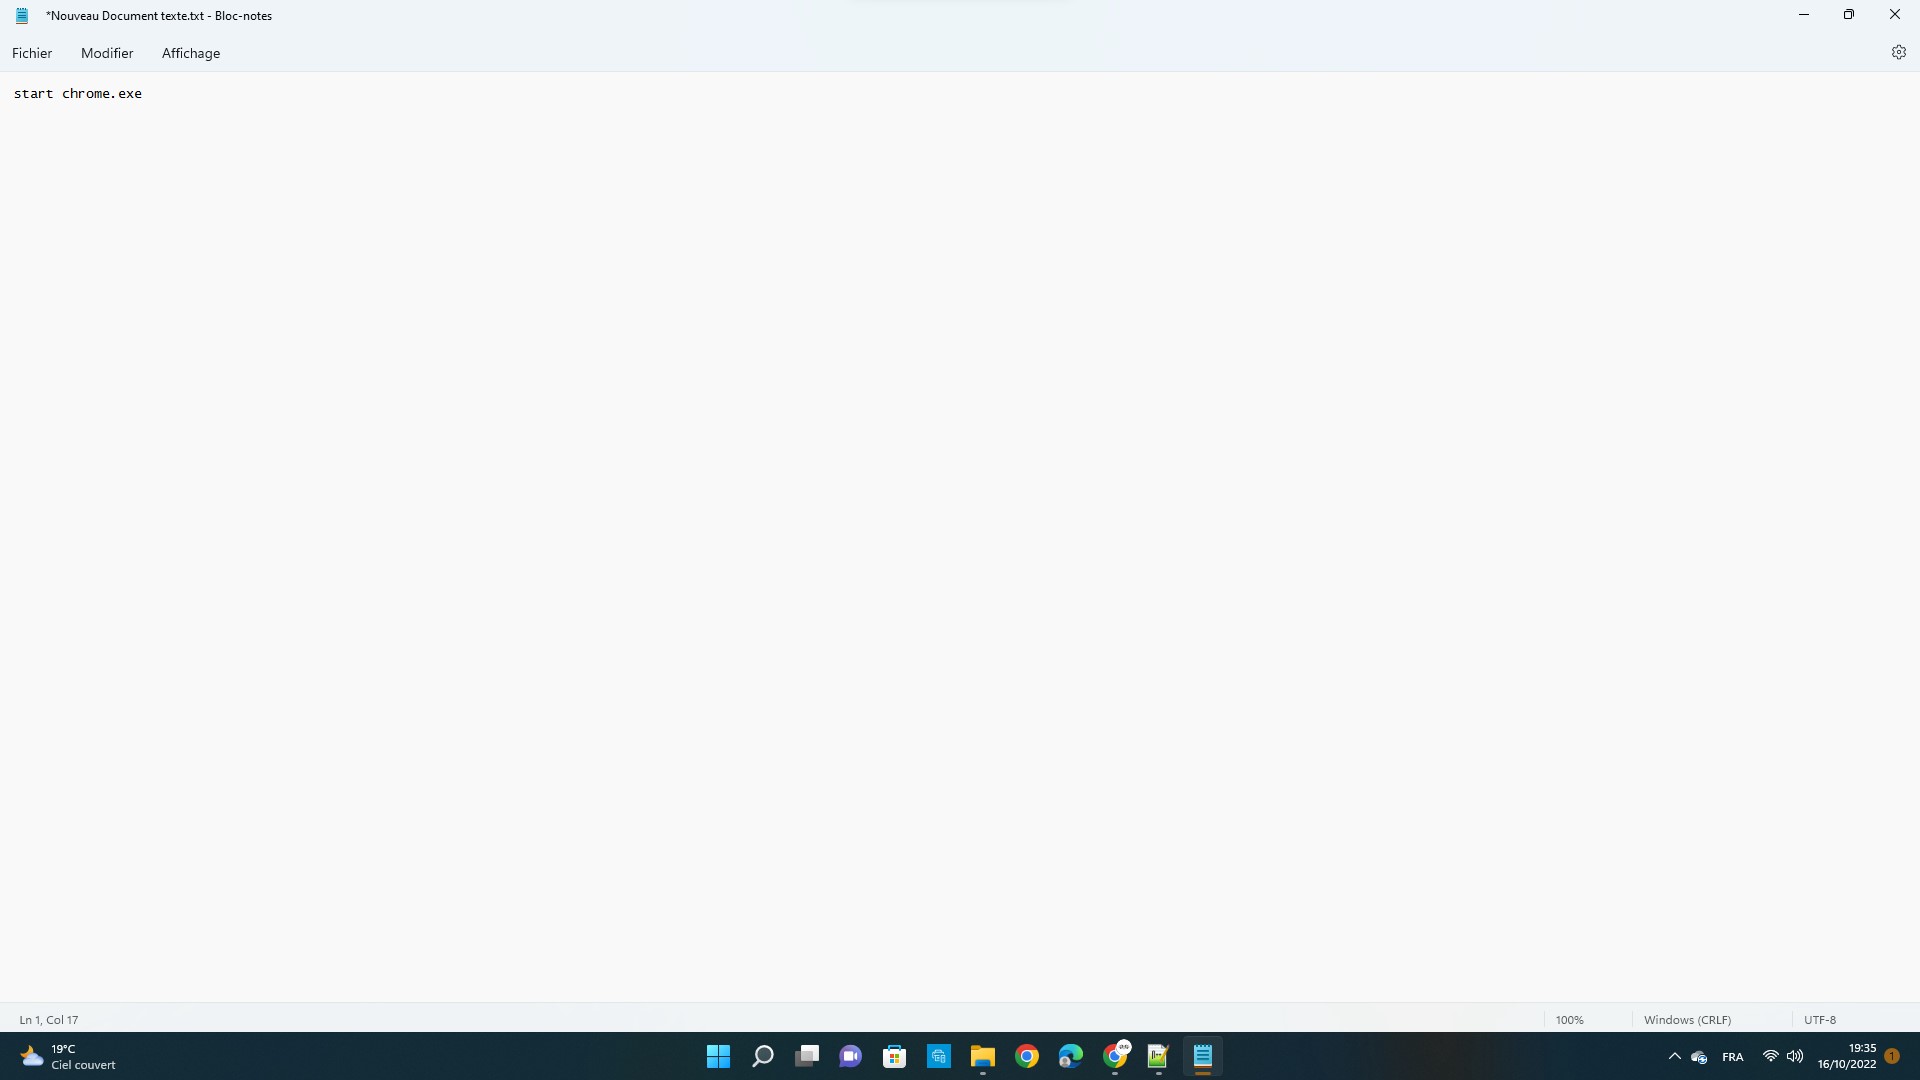 *Nouveau Document texte.txt - Bloc-notes
Fichier Modifier Affichage
start chrome.exe
Ln 1, Col 17 100% Windows (CRLF) UTF-8
19°C
Ciel couvert
FRA
19:35
16/10/2022
1